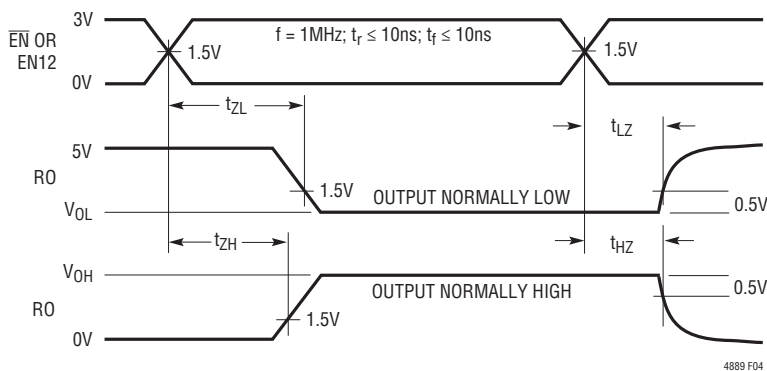 3V
EN OR
EN12
0V
f = 1MHz; tr ≤ 10ns; tf ≤ 10ns
1.5V
1.5V
tZL
tLZ
5V
RO
VOL
1.5V
OUTPUT NORMALLY LOW
0.5V
tZH
tHZ
VOH
RO
0V
OUTPUT NORMALLY HIGH
1.5V
0.5V
4889 F04